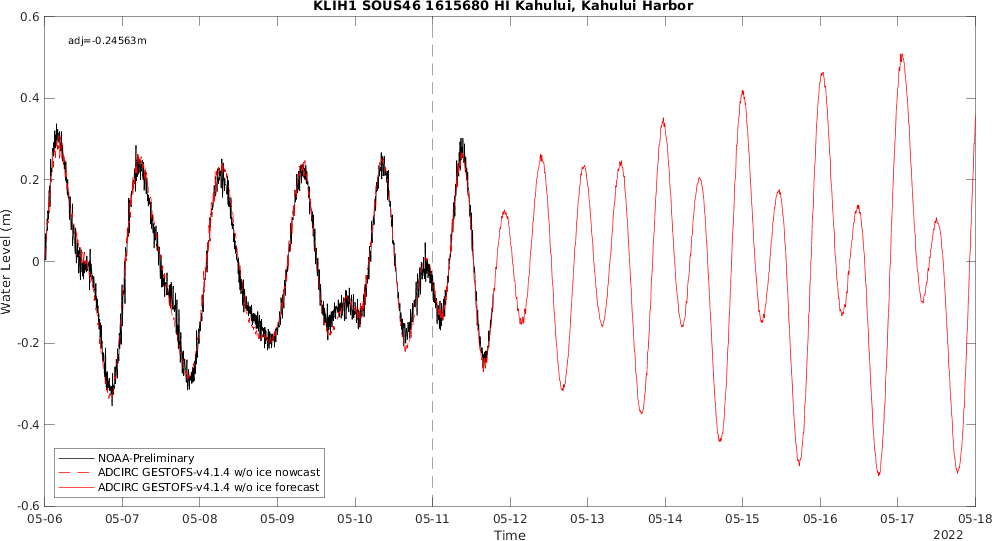 KLIH1 SOUS46 1615680 HI Kahului, Kahului Harbor
adj=-0.24563m
0.6
0.4
0.2
0
-0.2
-0.4
-0.6
Water Level (m)
NOAA-Preliminary
ADCIRC GESTOFS-v4.1.4 w/o ice nowcast
ADCIRC GESTOFS-v4.1.4 w/o ice forecast
05-06 05-07 05-08 05-09 05-10 05-11 05-12 05-13 05-14 05-15 05-16 05-17 05-18
Time
2022